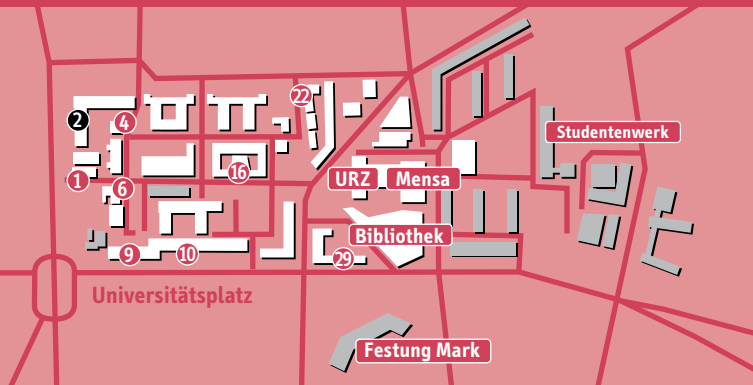 22
2
4
Studentenwerk
16
1
URZ
Mensa
6
Bibliothek
9
10
29
Universitätsplatz
Festung Mark